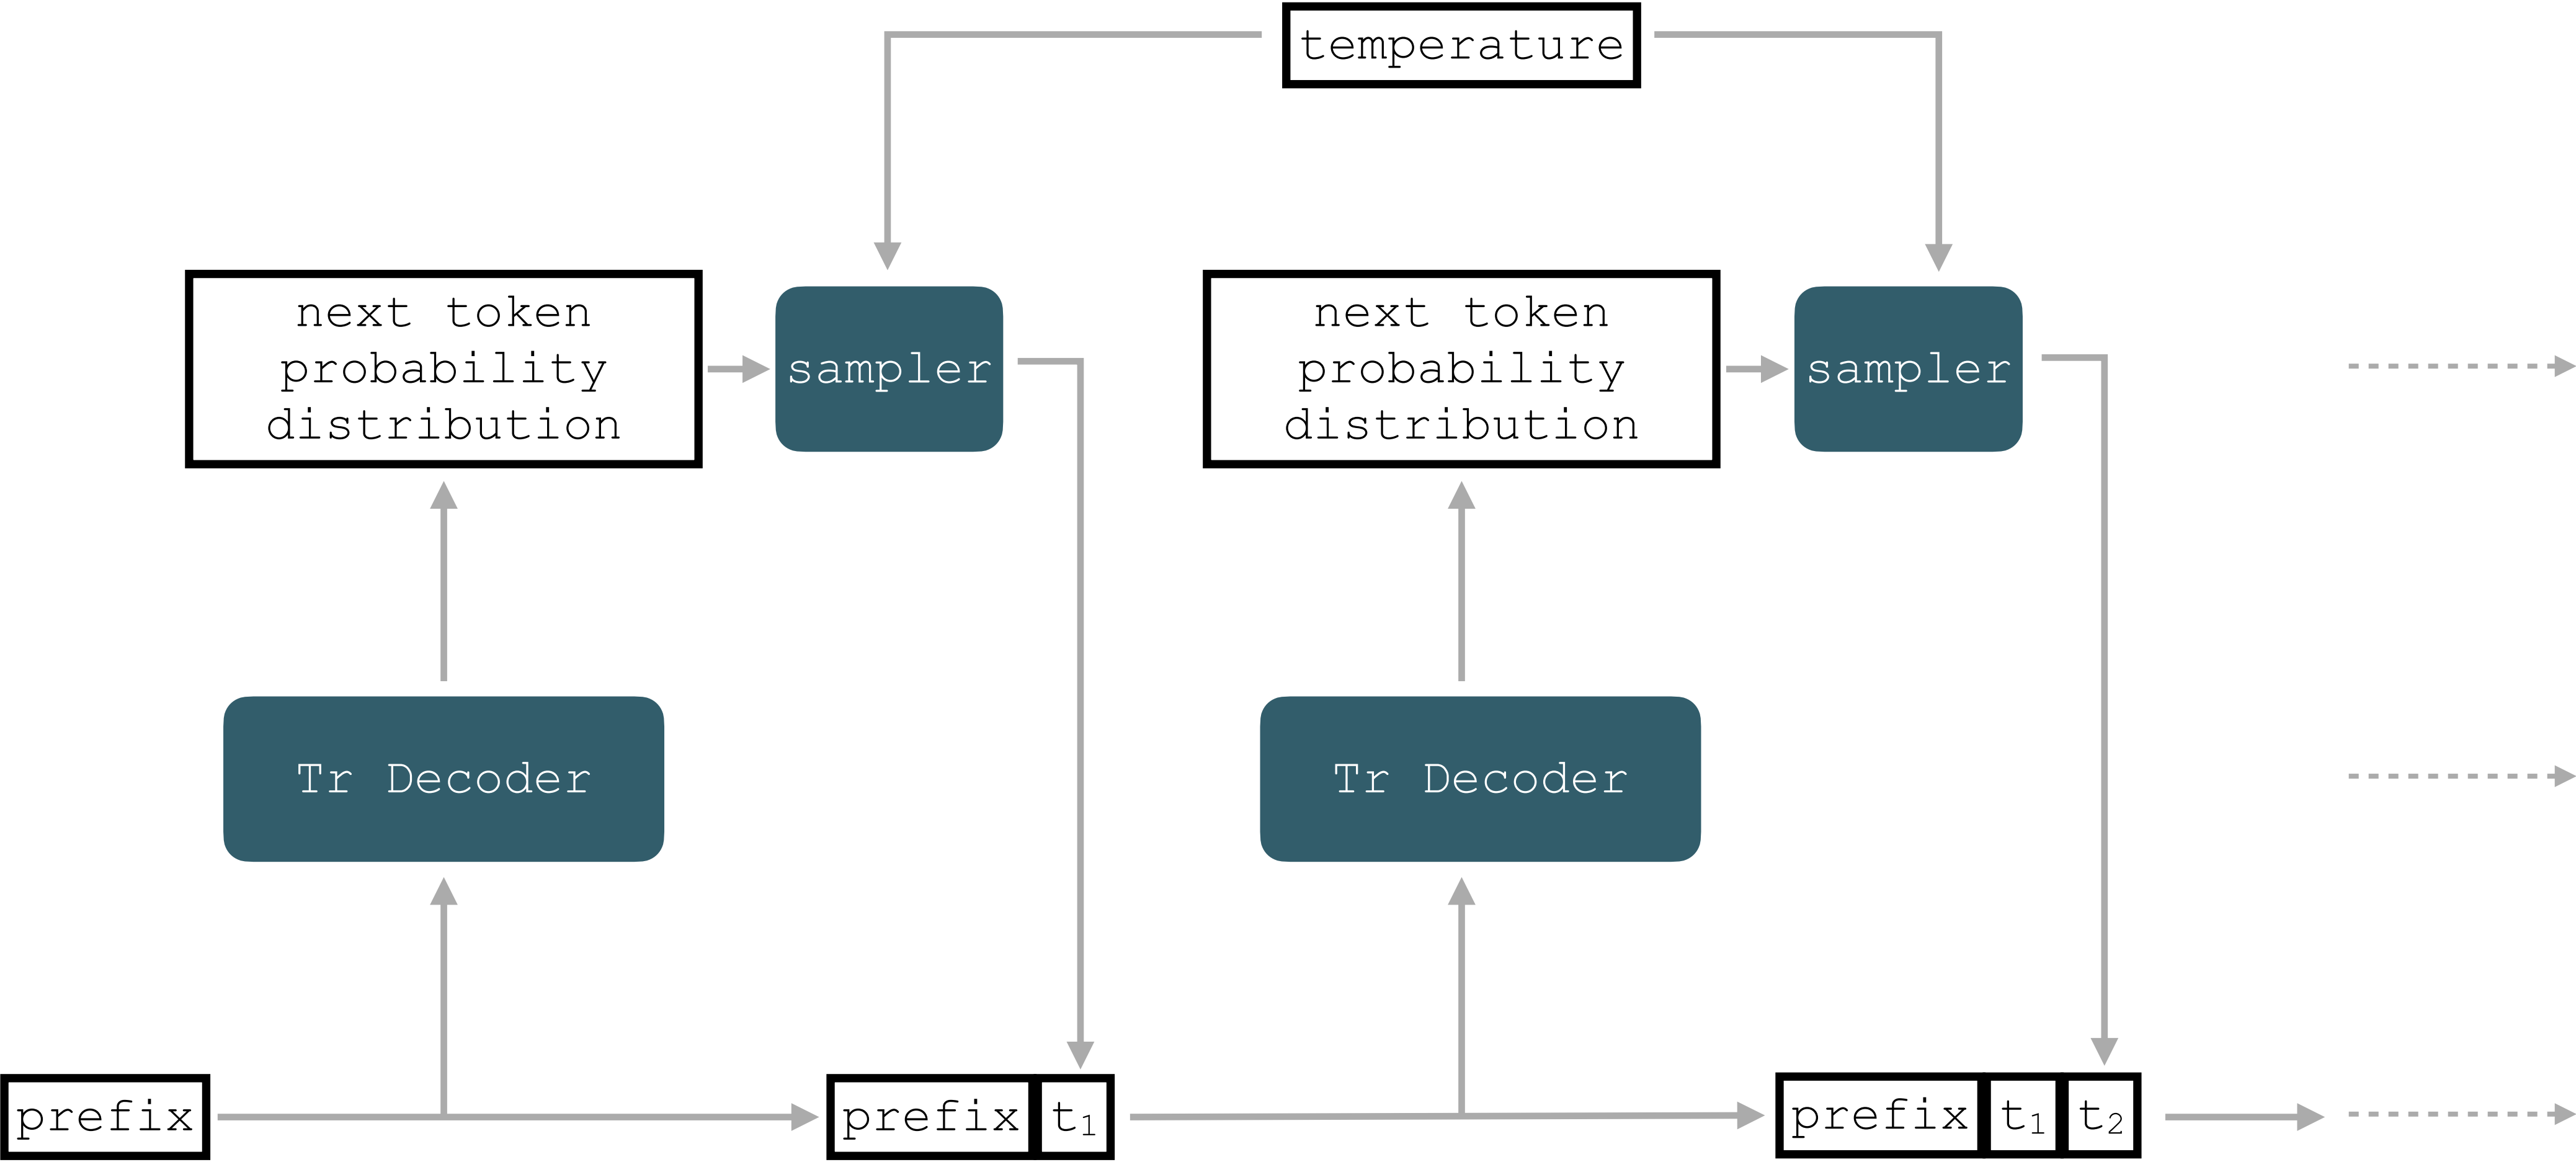 temperature
next token
probability
distribution
sampler
next token
probability
distribution
sampler
Tr Decoder
Tr Decoder
prefix
prefix t₁
prefix t₁ t₂